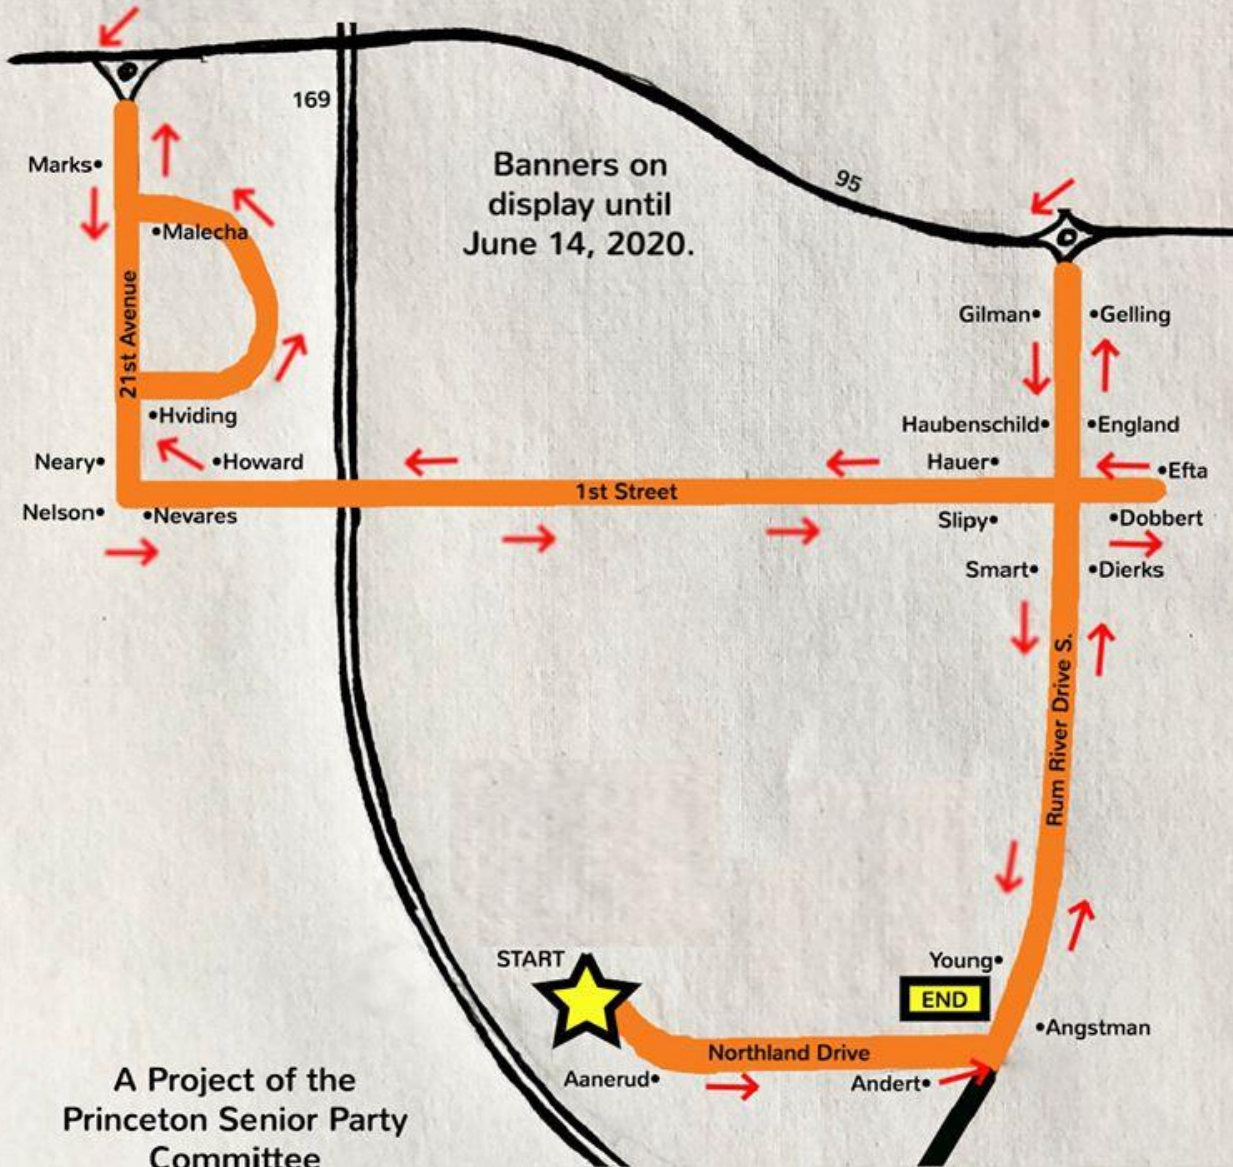 169
Marks
Banners on
display until
June 14, 2020.
95
Malecha
21st Avenue
Gilman
Gelling
Hviding
Haubenschild
England
Neary
Howard
Hauer
Efta
1st Street
Nelson
Nevares
Slipy
Dobbert
Smart
Dierks
Rum River Drive S.
START
Young
END
Angstman
Northland Drive
Aanerud
Andert
A Project of the
Princeton Senior Party
Committee